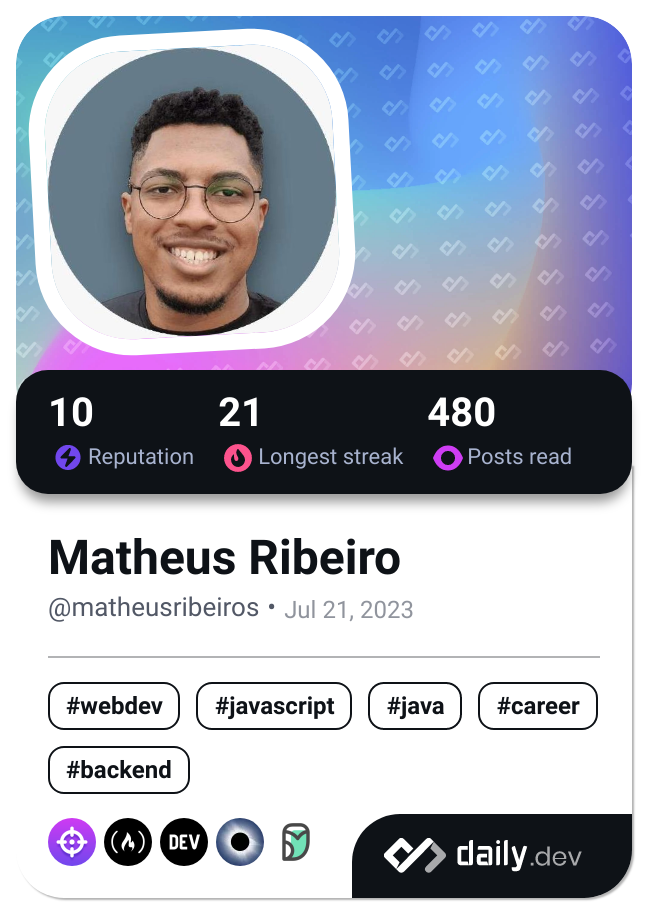 10 21 480
Reputation Longest streak Posts read
Matheus Ribeiro
@matheusribeiros • Jul 21, 2023
#webdev #javascript #java #career
#backend
DEV
daily.dev